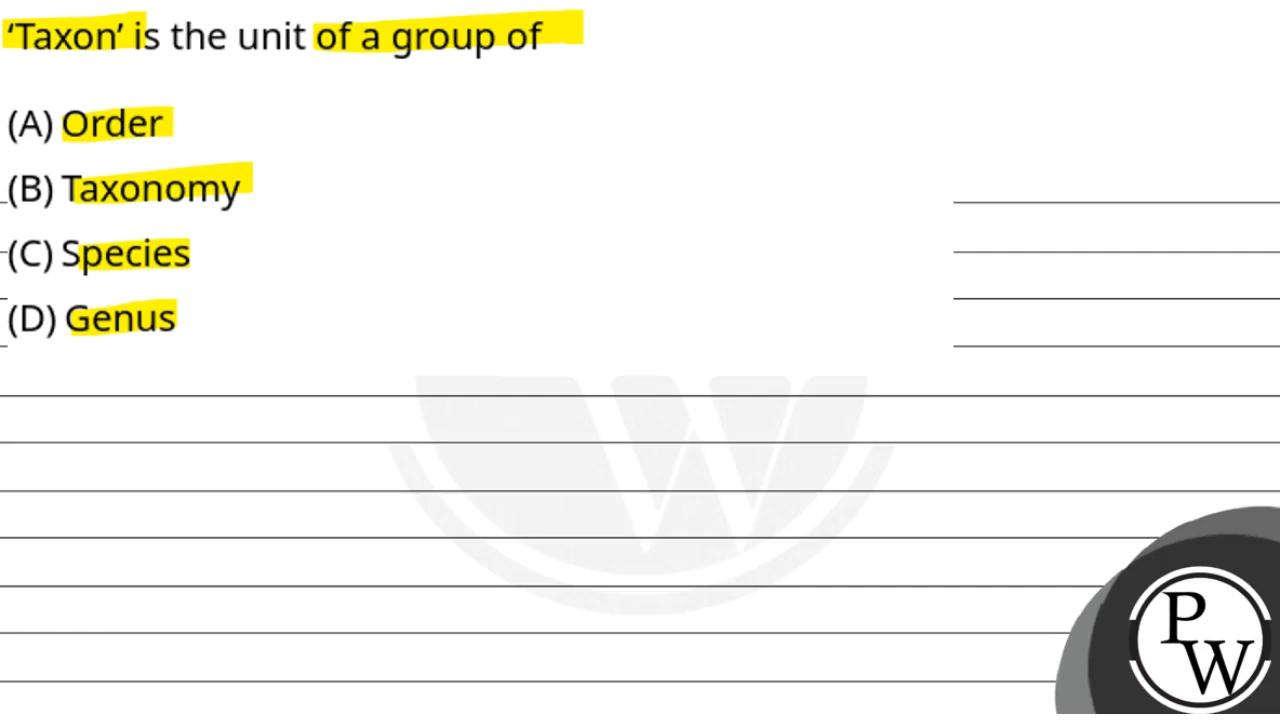 ‘Taxon’ is the unit of a group of
(A) Order
(B) Taxonomy
(C) Species
(D) Genus
PW